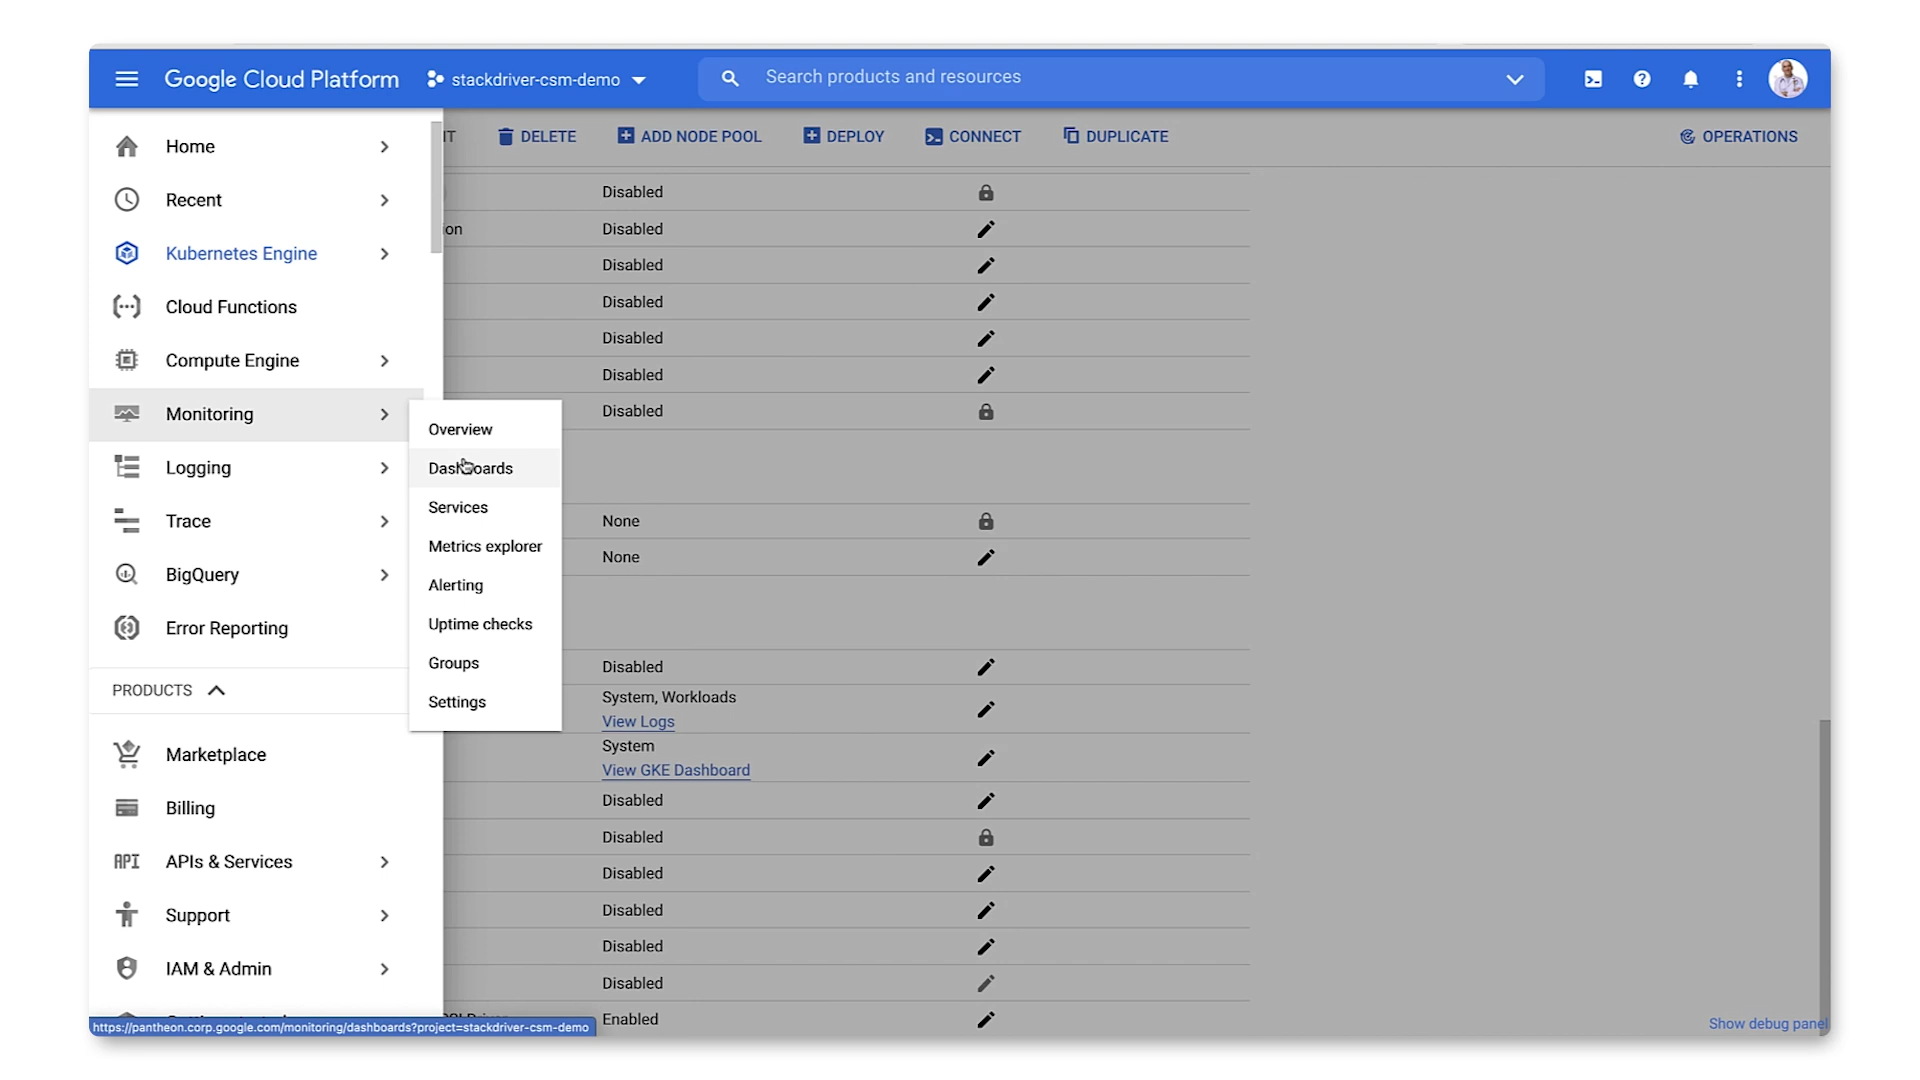 Google Cloud Platform
stackdriver-csm-demo
Search products and resources
DELETE
ADD NODE POOL
DEPLOY
CONNECT
DUPLICATE
OPERATIONS
Home
Recent
Kubernetes Engine
Cloud Functions
Compute Engine
Monitoring
Logging
Trace
BigQuery
Error Reporting
PRODUCTS
Marketplace
Billing
API
APIs & Services
Support
IAM & Admin
Overview
Dashboards
Services
Metrics explorer
Alerting
Uptime checks
Groups
Settings
Disabled
Disabled
Disabled
Disabled
Disabled
Disabled
Disabled
None
None
Disabled
System, Workloads
View Logs
System
View GKE Dashboard
Disabled
Disabled
Disabled
Disabled
Disabled
Disabled
Enabled
https://pantheon.corp.google.com/monitoring/dashboards?project=stackdriver-csm-demo
Show debug panel